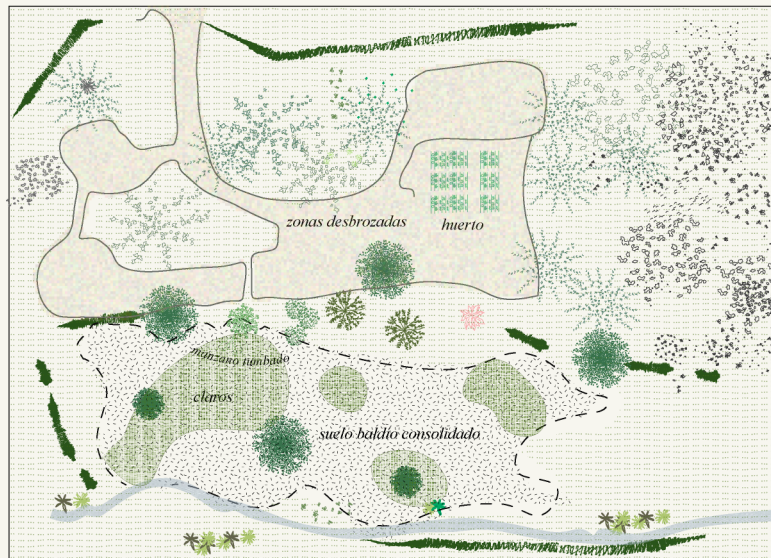 zonas desbrozadas
huerto
manzano tumbado
claros
suelo baldío consolidado